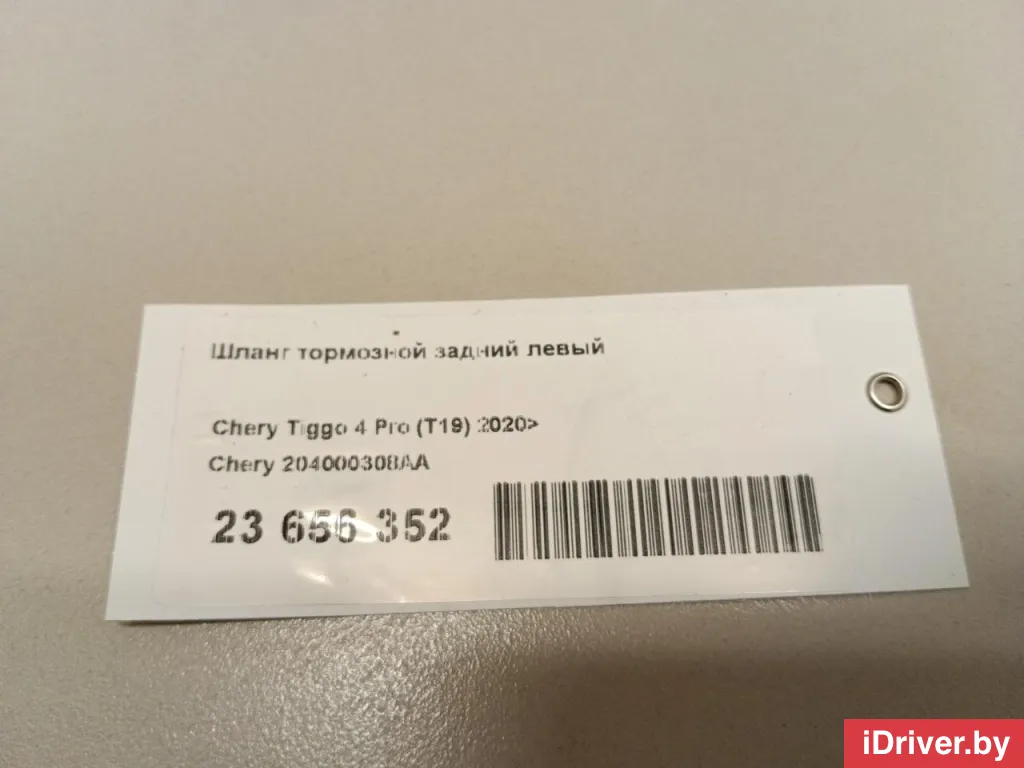 Шланг тормозной задний левый
Chery Tiggo 4 Pro (T19) 2020>
Chery 204000308AA
23 656 352
iDriver.by